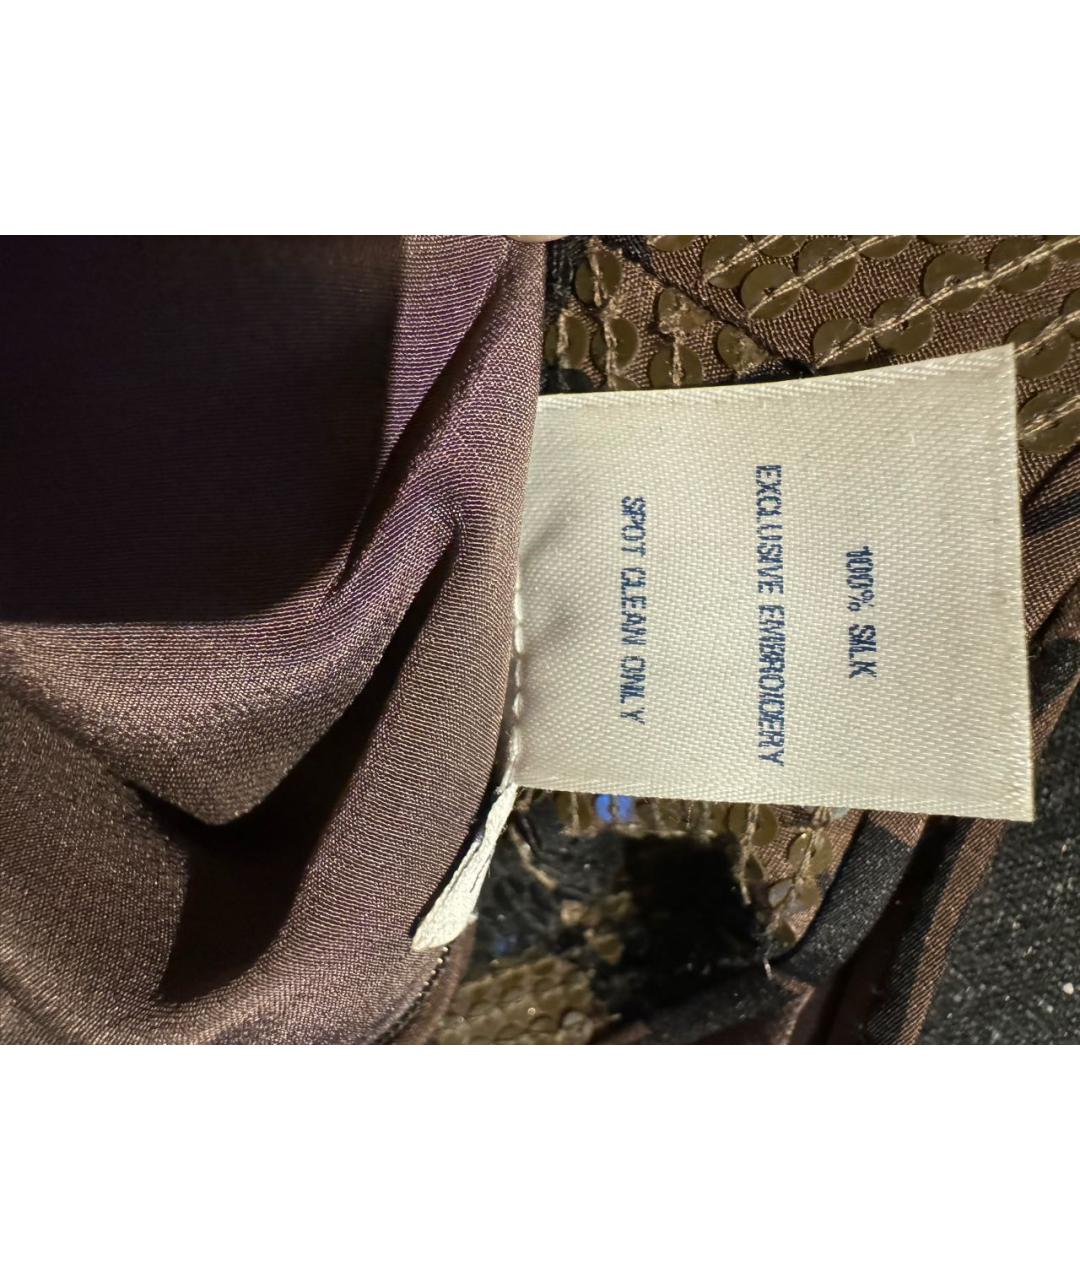 100% SILK
EXCLUSIVE EMBROIDERY
SPOT CLEAN ONLY